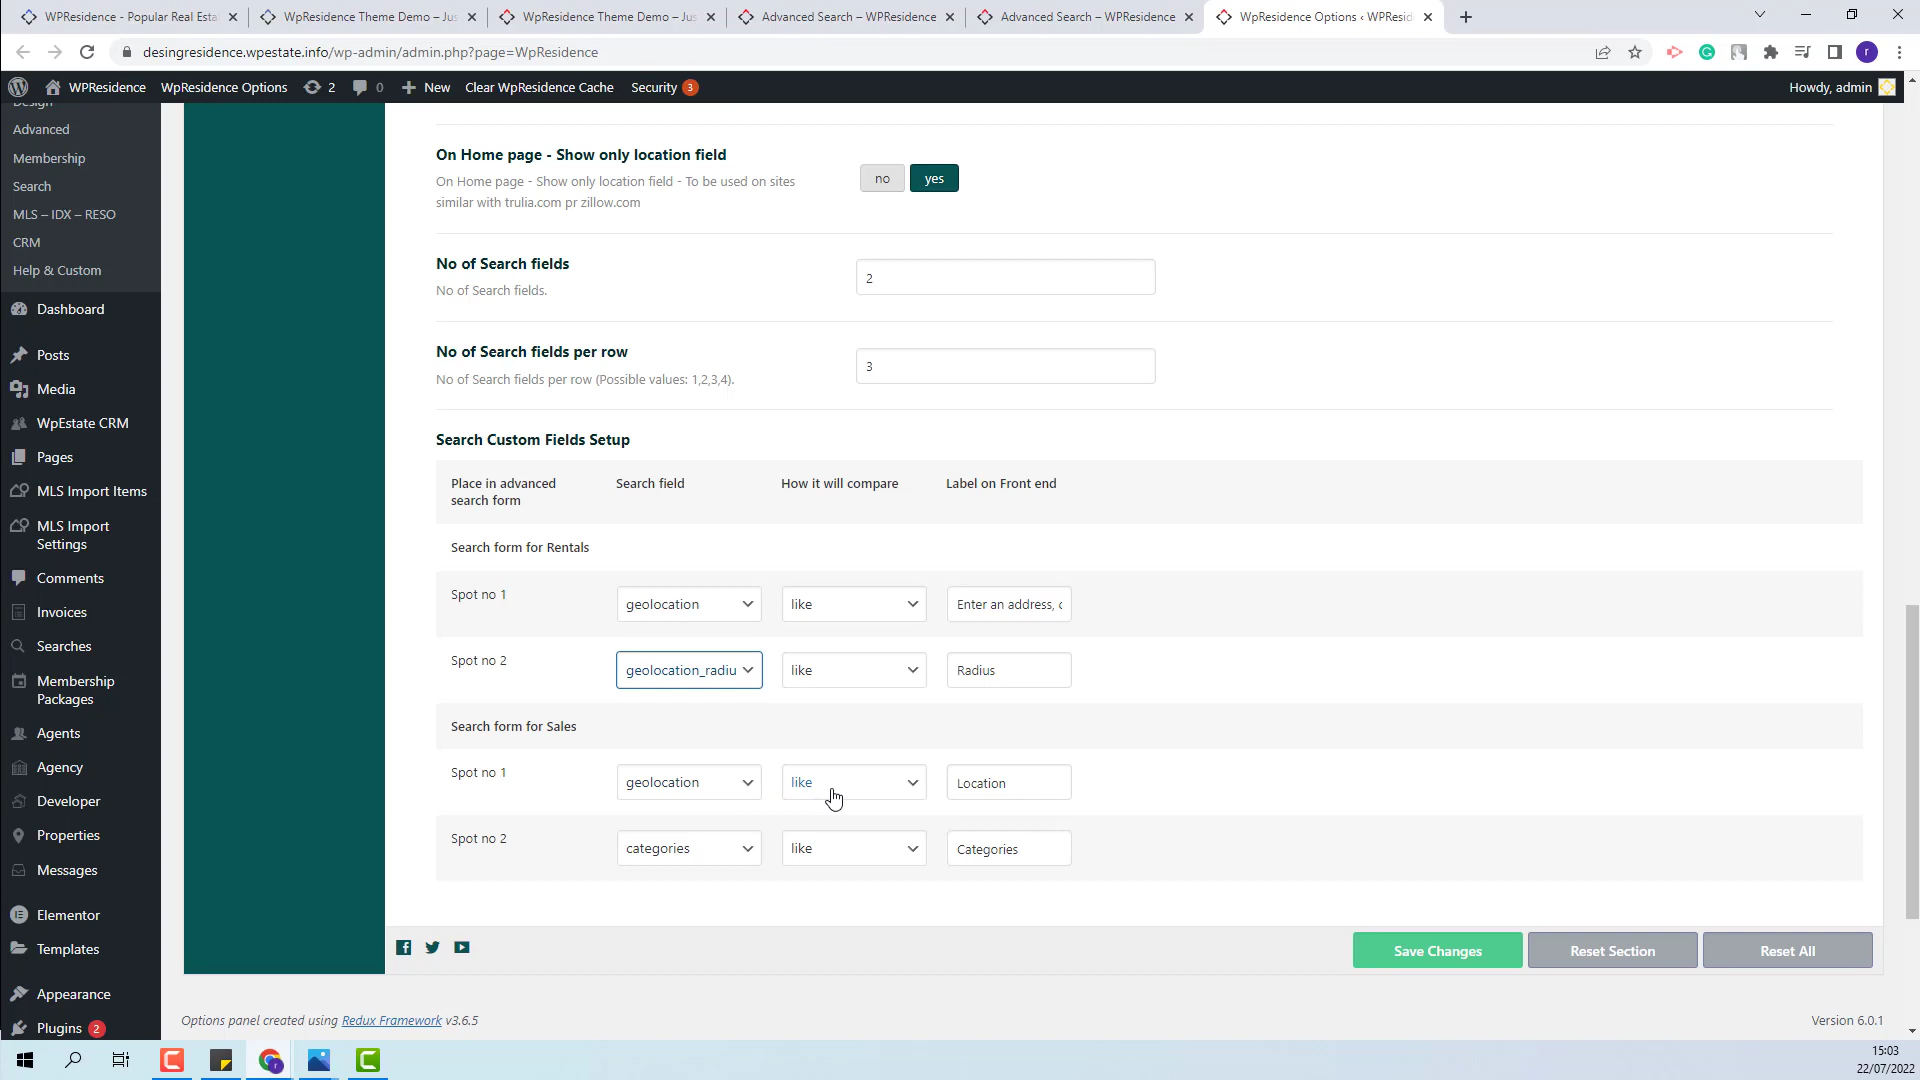 WPResidence - Popular Real Esta
WpResidence Theme Demo – Jus
WpResidence Theme Demo – Jus
Advanced Search – WPResidence
Advanced Search – WPResidence
WpResidence Options ‹ WPResid
desingresidence.wpestate.info/wp-admin/admin.php?page=WpResidence
r
WPResidence
WpResidence Options
2
0
New
Clear WpResidence Cache
Security 3
Howdy, admin
Design
Advanced
Membership
Search
MLS – IDX – RESO
CRM
Help & Custom
Dashboard
Posts
Media
WpEstate CRM
Pages
MLS Import Items
MLS Import
Settings
Comments
Invoices
Searches
Membership
Packages
Agents
Agency
Developer
Properties
Messages
Elementor
Templates
Appearance
Plugins 2
On Home page - Show only location field
On Home page - Show only location field - To be used on sites
similar with trulia.com pr zillow.com
no yes
No of Search fields
No of Search fields.
2
No of Search fields per row
No of Search fields per row (Possible values: 1,2,3,4).
3
Search Custom Fields Setup
Place in advanced
search form
Search field
How it will compare
Label on Front end
Search form for Rentals
Spot no 1 geolocation like Enter an address, c
Spot no 2 geolocation_radiu like Radius
Search form for Sales
Spot no 1 geolocation like Location
Spot no 2 categories like Categories
Save Changes
Reset Section
Reset All
Options panel created using Redux Framework v3.6.5
Version 6.0.1
15:03
22/07/2022